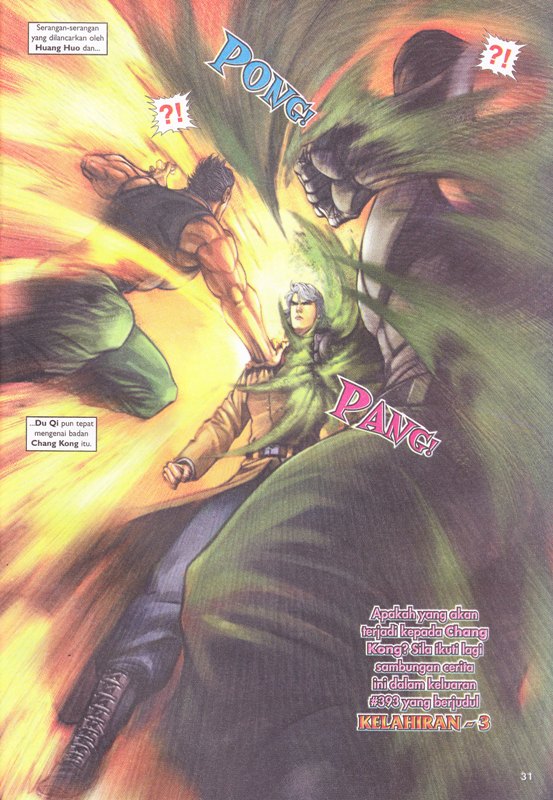 Serangan-serangan
yang dilancarkan oleh
Huang Huo dan...
PONG!
?!
?!
PANG!
...Du Qi pun tepat
mengenai badan
Chang Kong itu.
Apakah yang akan
terjadi kepada Chang
Kong? Sila ikuti lagi
sambungan cerita
ini dalam keluaran
#393 yang berjudul
KELAHIRAN - 3
31